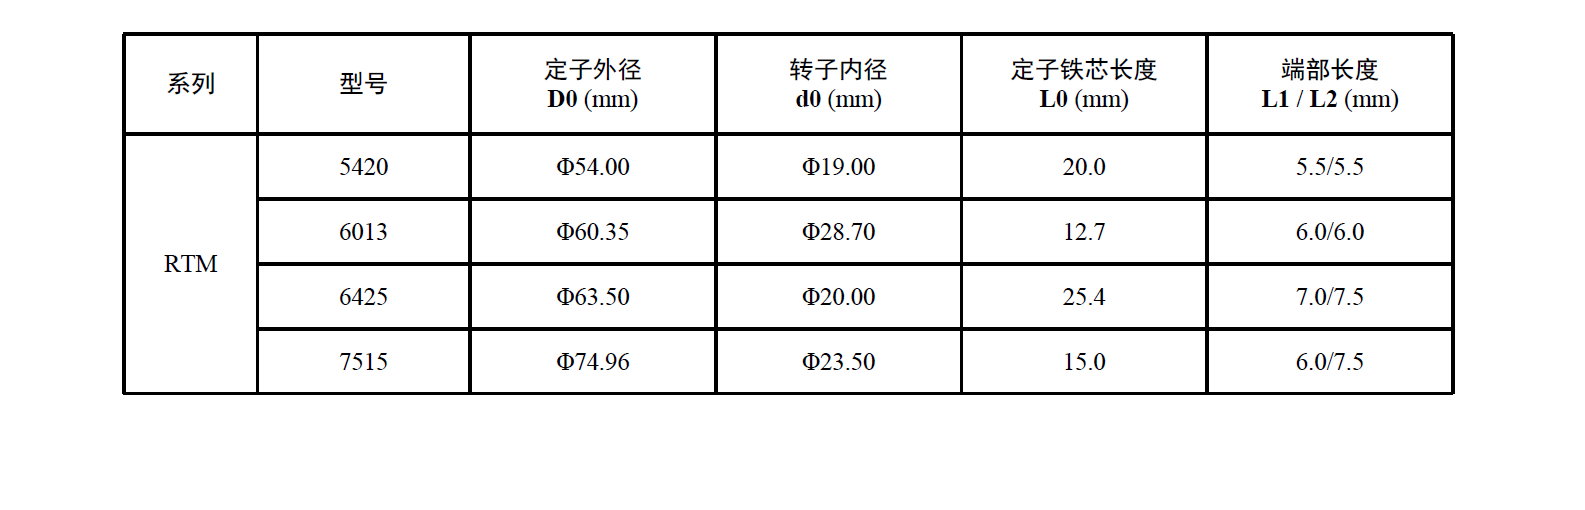 系列 型号 定子外径 转子内径 定子铁芯长度 端部长度
D0 (mm) d0 (mm) L0 (mm) L1 / L2 (mm)
RTM
5420 Φ54.00 Φ19.00 20.0 5.5/5.5
6013 Φ60.35 Φ28.70 12.7 6.0/6.0
6425 Φ63.50 Φ20.00 25.4 7.0/7.5
7515 Φ74.96 Φ23.50 15.0 6.0/7.5